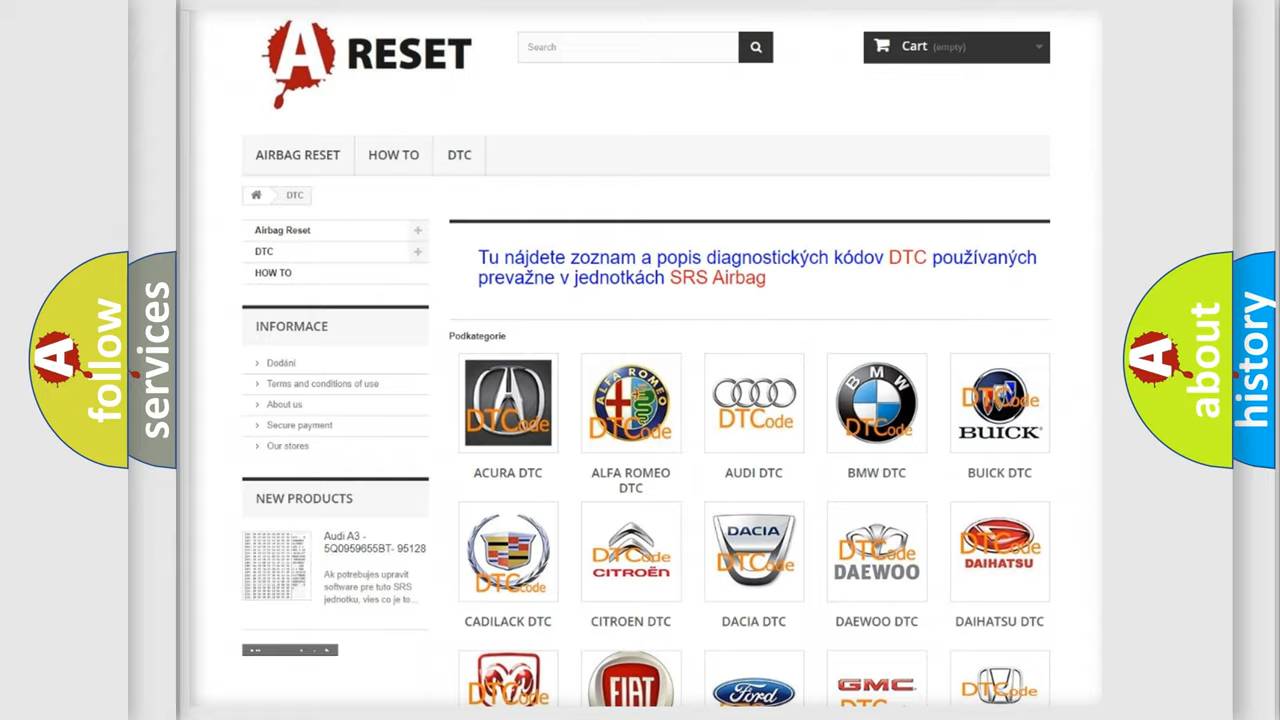 A RESET
Search
Cart (empty)
AIRBAG RESET
HOW TO
DTC
DTC
Airbag Reset
DTC
HOW TO
INFORMACE
Dodání
Terms and conditions of use
About us
Secure payment
Our stores
NEW PRODUCTS
Audi A3 -
5Q0959655BT- 95128
Ak potrebujes upravit
software pre tuto SRS
jednotku, vies co je to...
Tu nájdete zoznam a popis diagnostických kódov DTC používaných
prevažne v jednotkách SRS Airbag
Podkategorie
DTCode
ACURA DTC
ALFA ROMEO
DTCode
ALFA ROMEO
DTC
DTCode
AUDI DTC
BMW
DTCode
BMW DTC
DTCode
BUICK
BUICK DTC
DTCode
CADILACK DTC
DTCode
CITROËN
CITROEN DTC
DACIA
DTCode
DACIA DTC
DTCode
DAEWOO
DAEWOO DTC
DTCode
DAIHATSU
DAIHATSU DTC
DTCode
FIAT
Ford
GMC
DTCode
A
follow
services
A
about
history